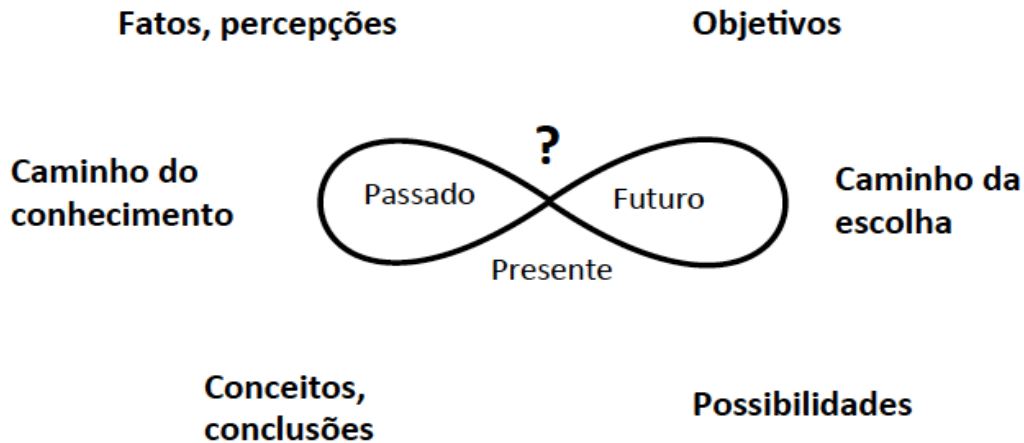 Fatos, percepções
Objetivos
?
Caminho do
conhecimento
Passado
Futuro
Caminho da
escolha
Presente
Conceitos,
conclusões
Possibilidades